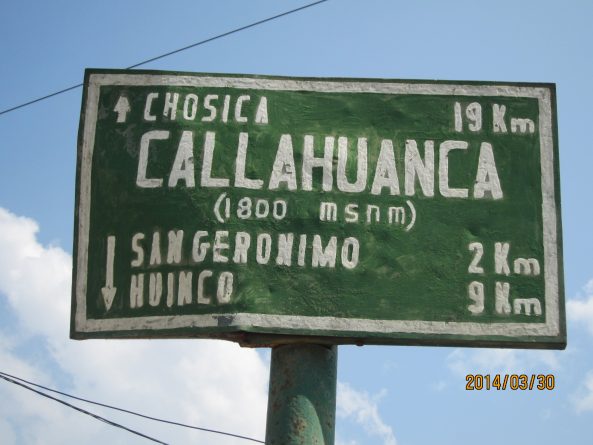 CHOSICA 19 Km
CALLAHUANCA
(1800 msnm)
SAN GERONIMO 2 Km
HUINCO 9 Km
2014/03/30